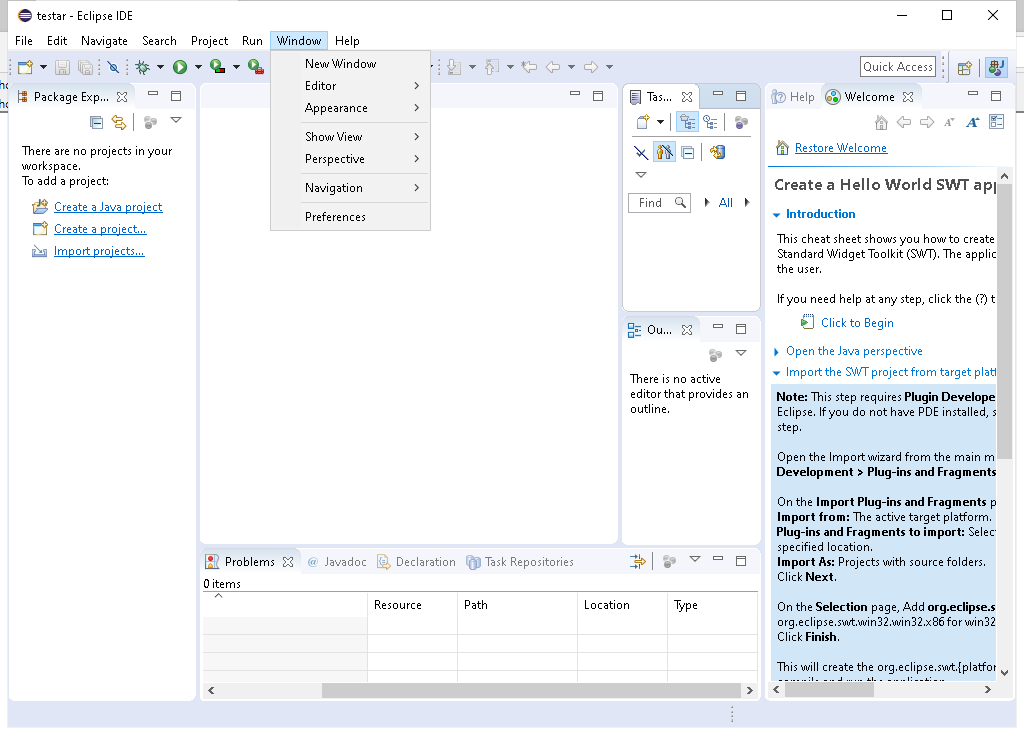 testar - Eclipse IDE
File Edit Navigate Search Project Run Window Help
Quick Access
New Window
Editor
Appearance
Show View
Perspective
Navigation
Preferences
Package Exp...
There are no projects in your
workspace.
To add a project:
Create a Java project
Create a project...
Import projects...
Tas...
Find
All
Ou...
There is no active
editor that provides an
outline.
Help Welcome
Restore Welcome
Create a Hello World SWT app
Introduction
This cheat sheet shows you how to create
Standard Widget Toolkit (SWT). The applic
the user.
If you need help at any step, click the (?) t
Click to Begin
Open the Java perspective
Import the SWT project from target platf
Note: This step requires Plugin Develope
Eclipse. If you do not have PDE installed, s
step.
Open the Import wizard from the main m
Development > Plug-ins and Fragments
On the Import Plug-ins and Fragments p
Import from: The active target platform.
Plug-ins and Fragments to import: Select
specified location.
Import As: Projects with source folders.
Click Next.
On the Selection page, Add org.eclipse.s
org.eclipse.swt.win32.win32.x86 for win32
Click Finish.
This will create the org.eclipse.swt.{platfor
Problems @ Javadoc Declaration Task Repositories
0 items
Resource Path Location Type